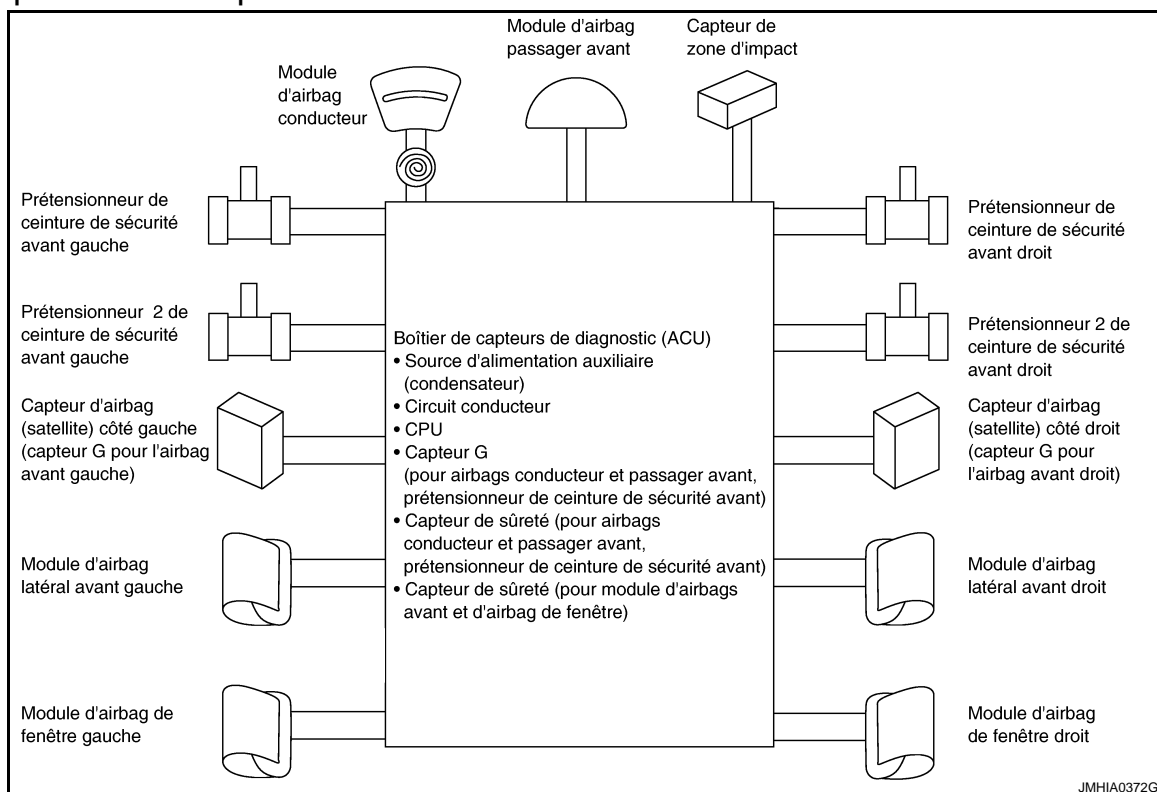 Module d'airbag
passager avant
Capteur de
zone d'impact
Module
d'airbag
conducteur
Prétensionneur de
ceinture de sécurité
avant gauche
Prétensionneur de
ceinture de sécurité
avant droit
Prétensionneur  2 de
ceinture de sécurité
avant gauche
Prétensionneur 2 de
ceinture de sécurité
avant droit
Boîtier de capteurs de diagnostic (ACU)
• Source d'alimentation auxiliaire
(condensateur)
• Circuit conducteur
• CPU
• Capteur G
(pour airbags conducteur et passager avant,
prétensionneur de ceinture de sécurité avant)
• Capteur de sûreté (pour airbags
conducteur et passager avant,
prétensionneur de ceinture de sécurité avant)
• Capteur de sûreté (pour module d'airbags
avant et d'airbag de fenêtre)
Capteur d'airbag
(satellite) côté gauche
(capteur G pour l'airbag
avant gauche)
Capteur d'airbag
(satellite) côté droit
(capteur G pour
l'airbag avant droit)
Module d'airbag
latéral avant gauche
Module d'airbag
latéral avant droit
Module d'airbag de
fenêtre gauche
Module d'airbag
de fenêtre droit
JMHIA0372G